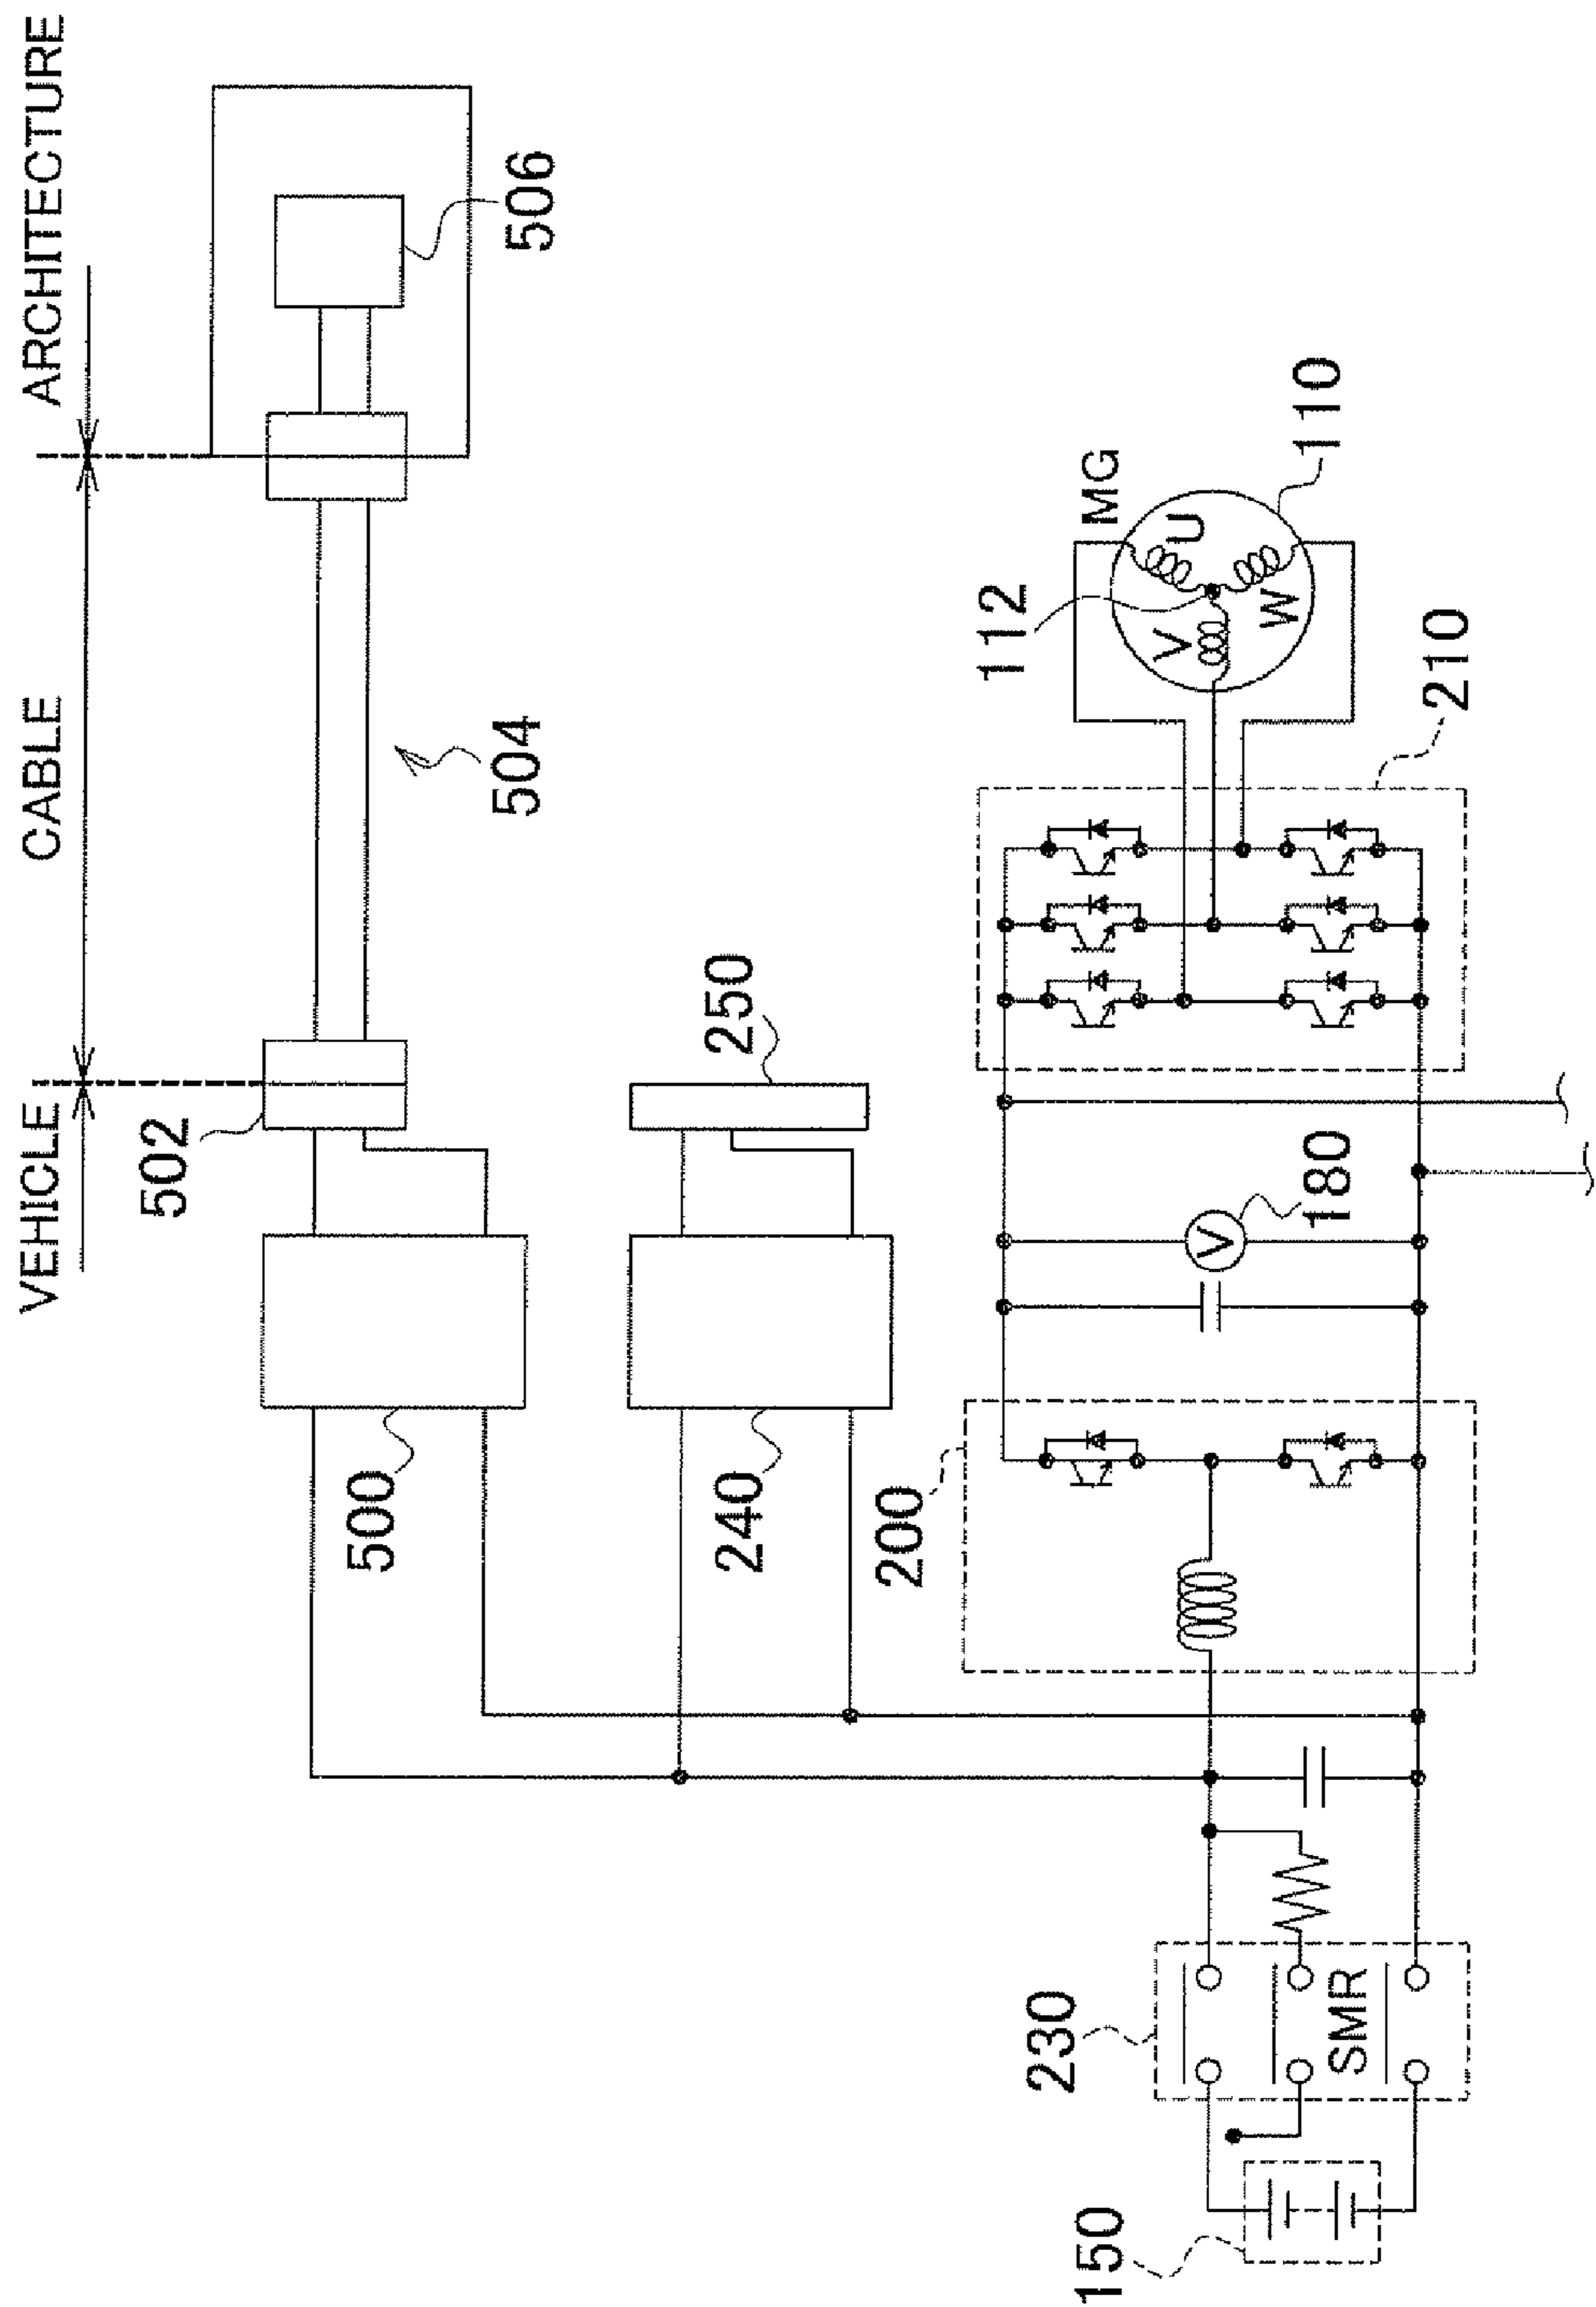 VEHICLE
CABLE
ARCHITECTURE
502
504
506
500
250
240
200
180
112
MG
U
V
W
110
210
V
230
SMR
150